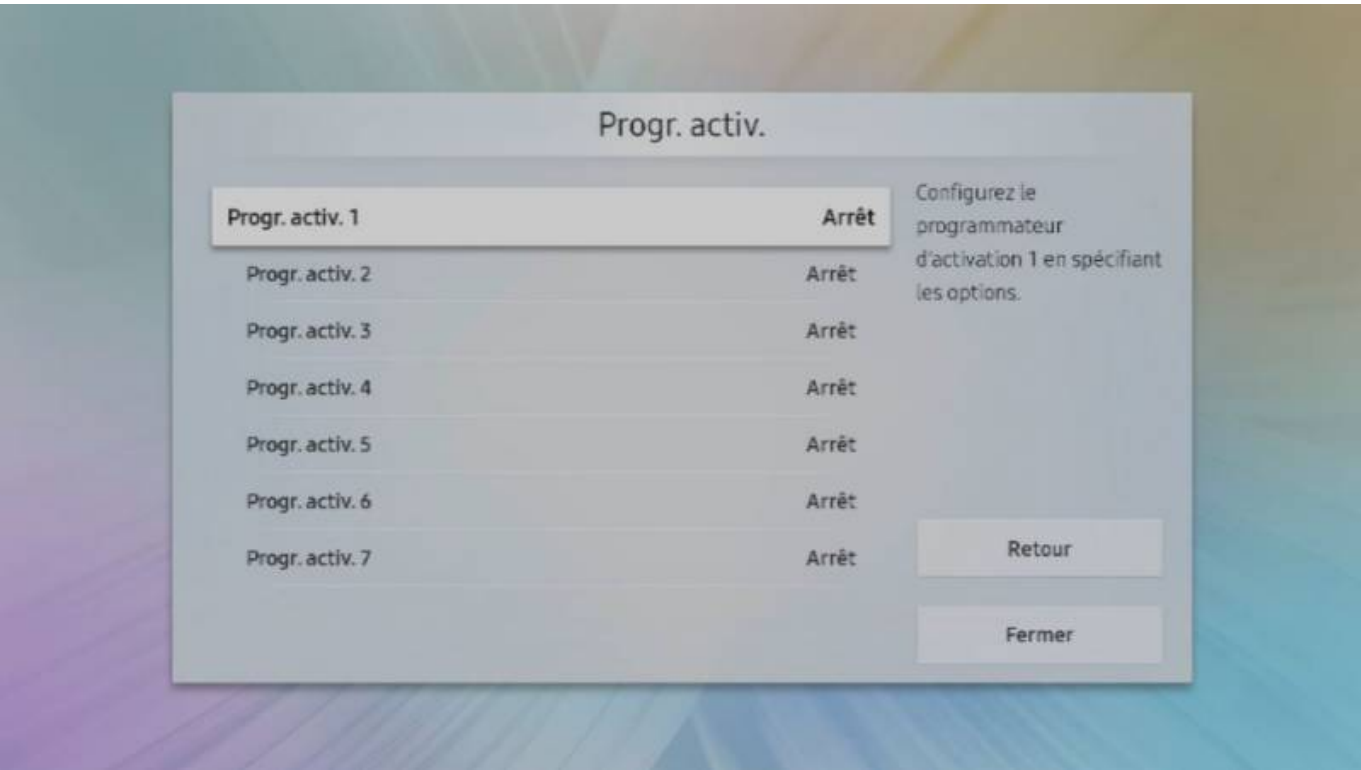 Progr. activ.
Progr. activ. 1 Arrêt
Configurez le
programmateur
d'activation 1 en spécifiant
les options.
Progr. activ. 2 Arrêt
Progr. activ. 3 Arrêt
Progr. activ. 4 Arrêt
Progr. activ. 5 Arrêt
Progr. activ. 6 Arrêt
Progr. activ. 7 Arrêt
Retour
Fermer